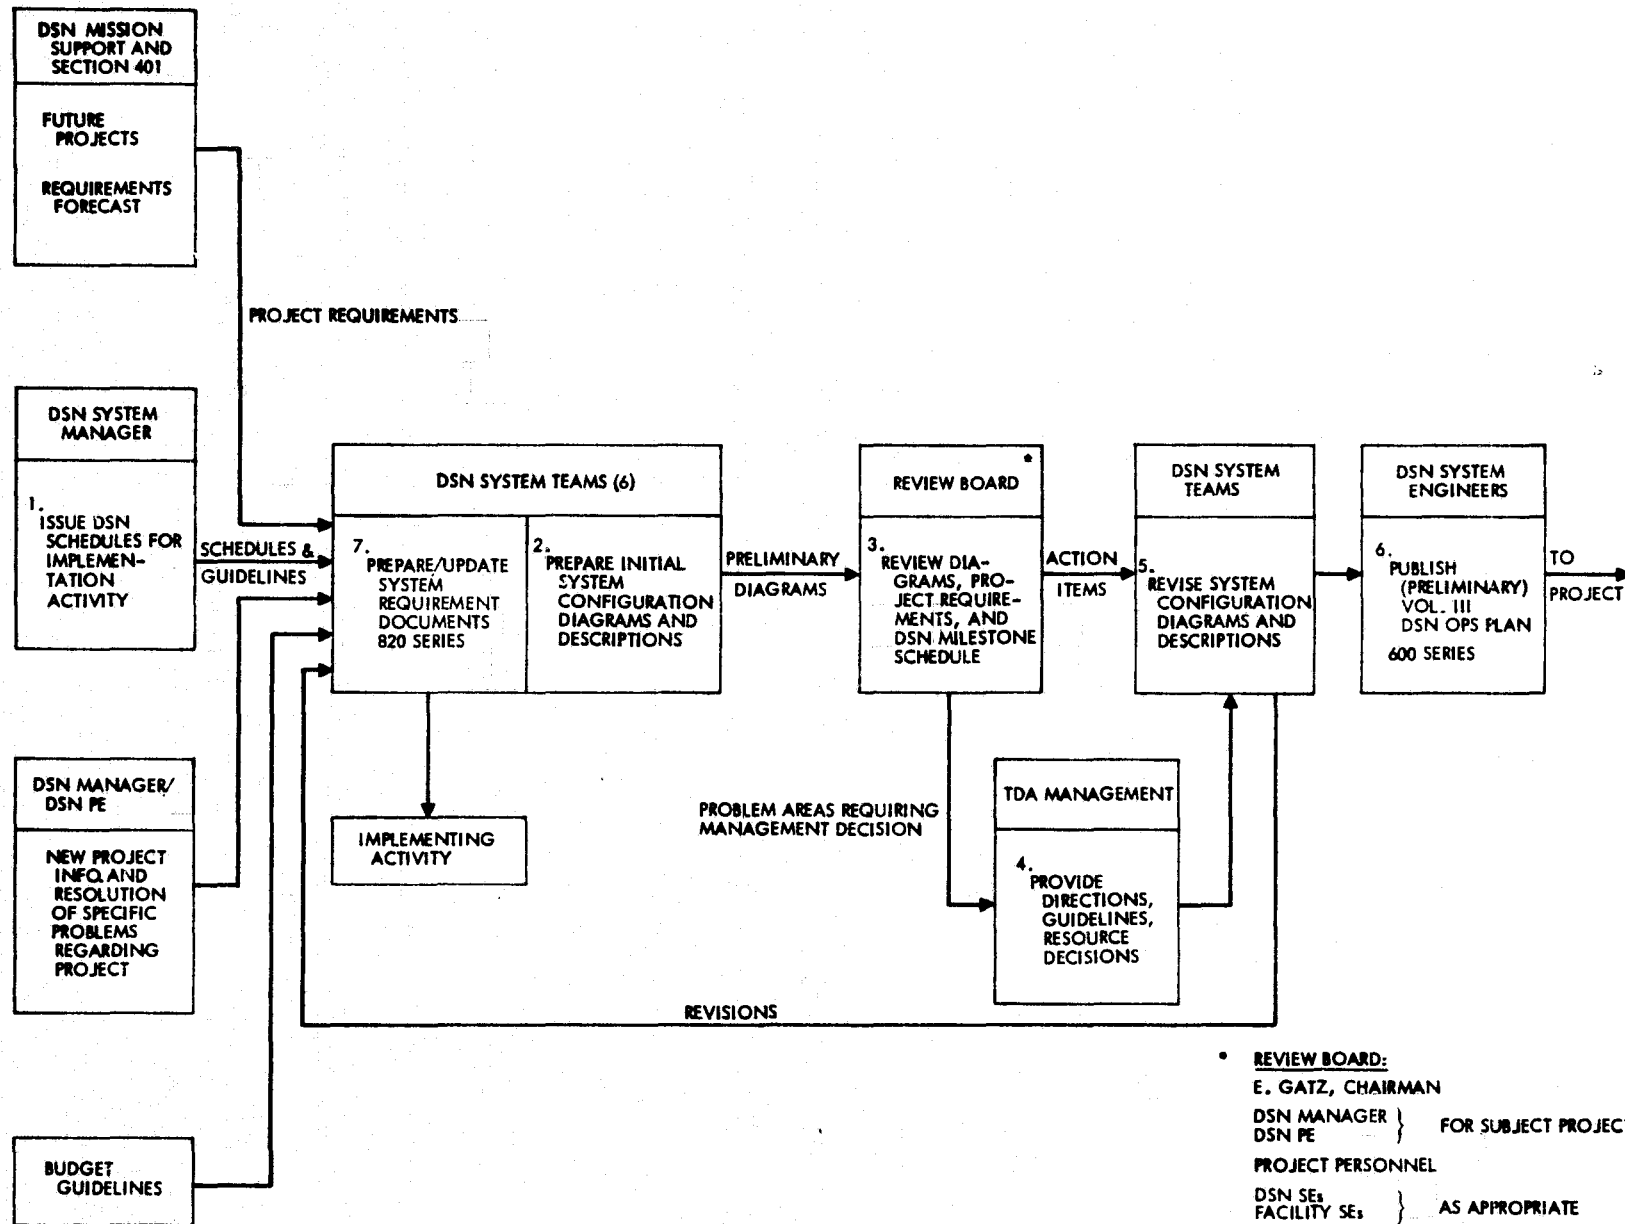 DSN MISSION
SUPPORT AND
SECTION 401
FUTURE
PROJECTS
REQUIREMENTS
FORECAST
PROJECT REQUIREMENTS
DSN SYSTEM
MANAGER
1.
ISSUE DSN
SCHEDULES FOR
IMPLEMEN-
TATION
ACTIVITY
SCHEDULES &
GUIDELINES
DSN SYSTEM TEAMS (6)
7.
PREPARE/UPDATE
SYSTEM
REQUIREMENT
DOCUMENTS
820 SERIES
2.
PREPARE INITIAL
SYSTEM
CONFIGURATION
DIAGRAMS AND
DESCRIPTIONS
PRELIMINARY
DIAGRAMS
*
REVIEW BOARD
3.
REVIEW DIA-
GRAMS, PRO-
JECT REQUIRE-
MENTS, AND
DSN MILESTONE
SCHEDULE
ACTION
ITEMS
DSN SYSTEM
TEAMS
5.
REVISE SYSTEM
CONFIGURATION
DIAGRAMS AND
DESCRIPTIONS
DSN SYSTEM
ENGINEERS
6.
PUBLISH
(PRELIMINARY)
VOL. III
DSN OPS PLAN
600 SERIES
TO
PROJECT
DSN MANAGER/
DSN PE
NEW PROJECT
INFO AND
RESOLUTION
OF SPECIFIC
PROBLEMS
REGARDING
PROJECT
IMPLEMENTING
ACTIVITY
PROBLEM AREAS REQUIRING
MANAGEMENT DECISION
TDA MANAGEMENT
4.
PROVIDE
DIRECTIONS,
GUIDELINES,
RESOURCE
DECISIONS
REVISIONS
BUDGET
GUIDELINES
* REVIEW BOARD:
E. GATZ, CHAIRMAN
DSN MANAGER } FOR SUBJECT PROJECT
DSN PE
PROJECT PERSONNEL
DSN SEs } AS APPROPRIATE
FACILITY SEs